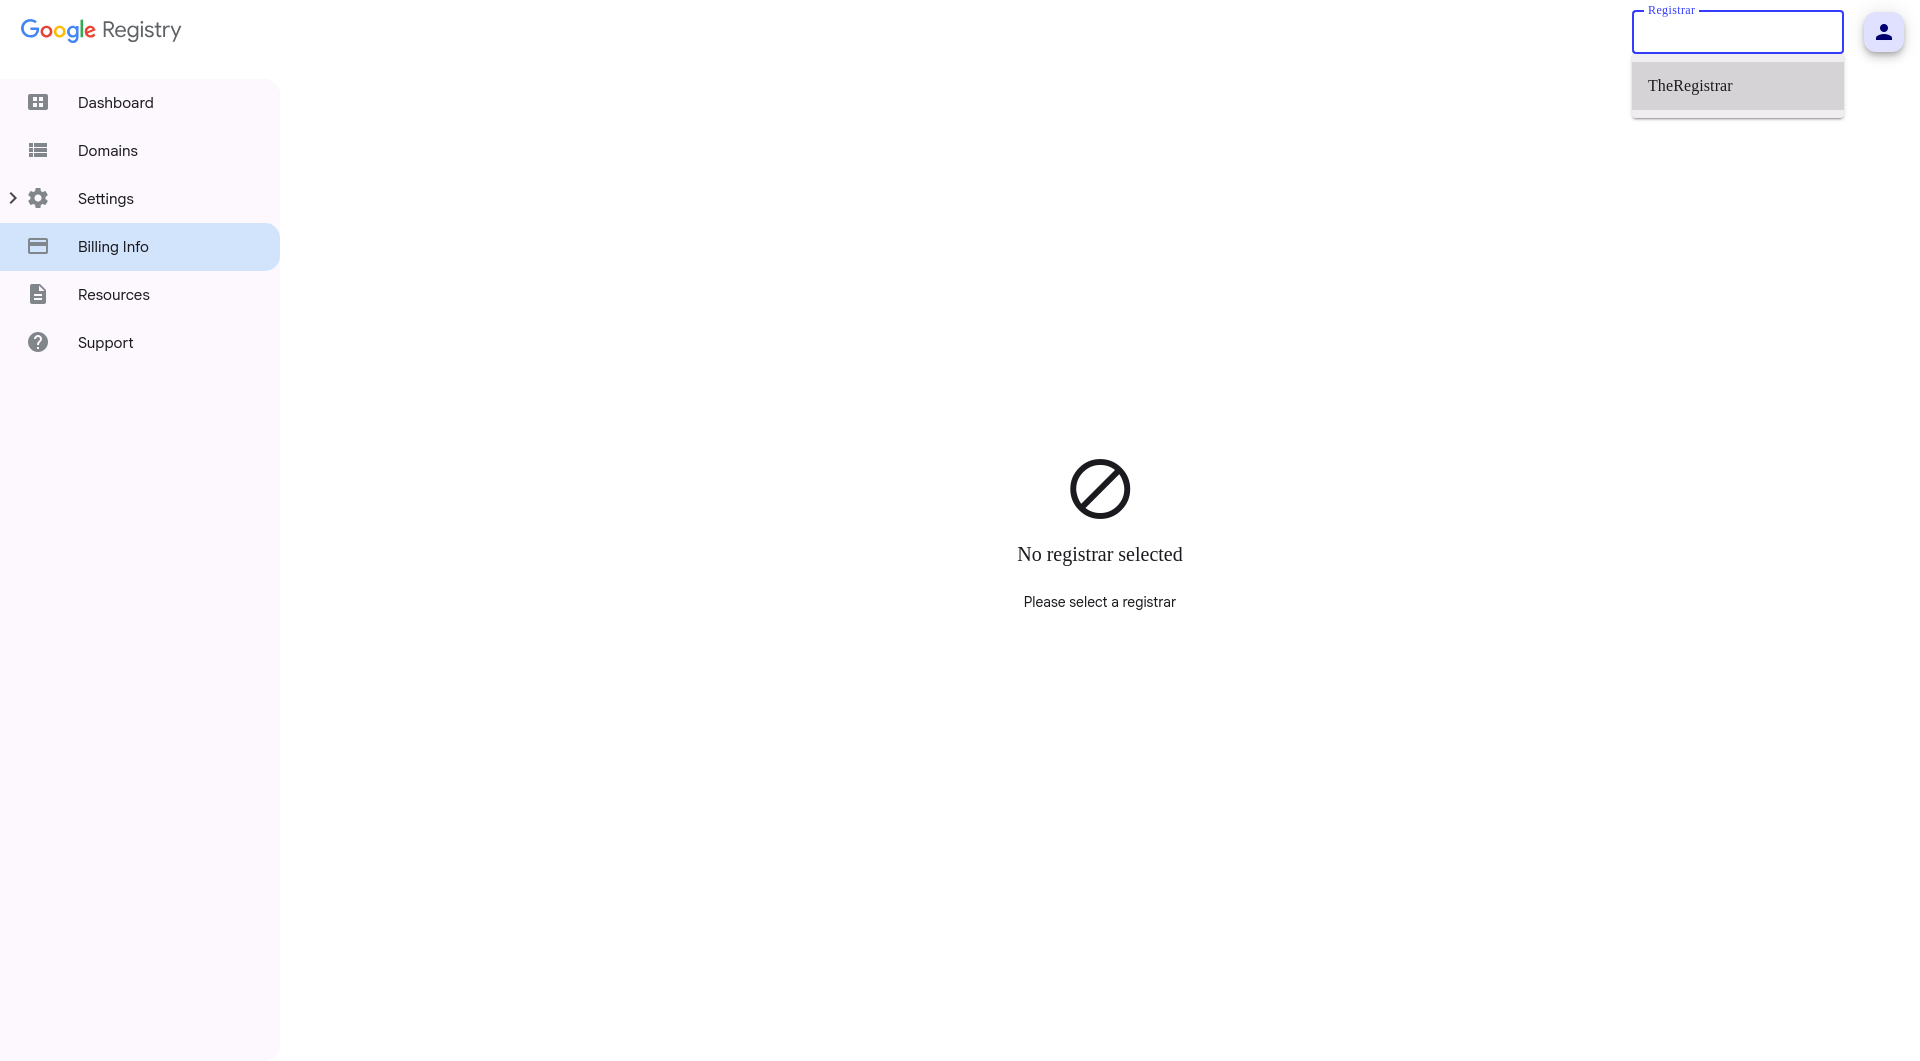 Google Registry
Registrar
TheRegistrar
Dashboard
Domains
Settings
Billing Info
Resources
Support
No registrar selected
Please select a registrar